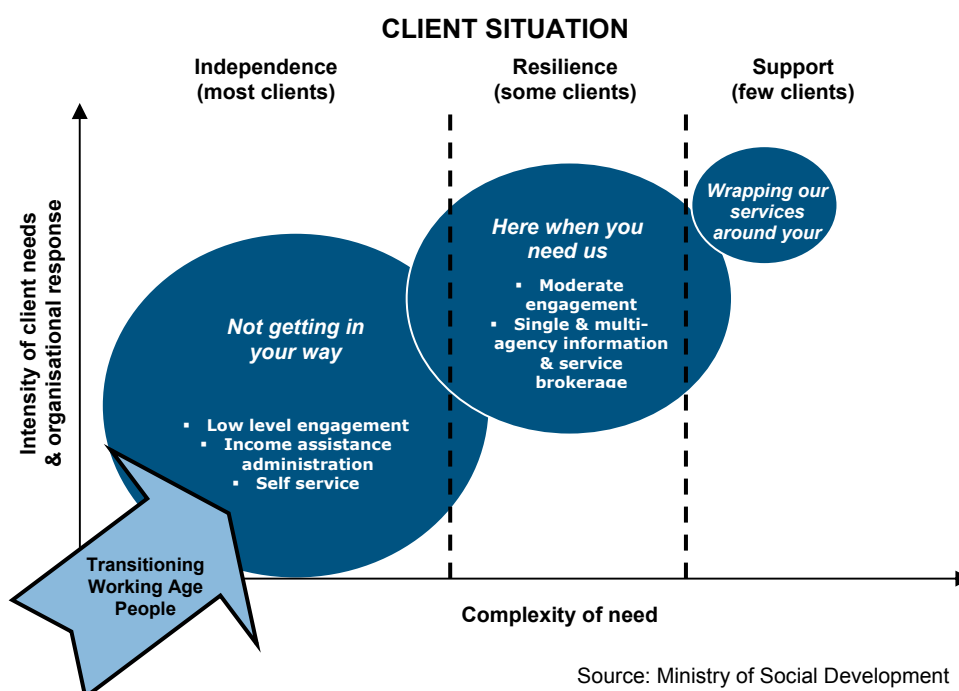 CLIENT SITUATION
Independence
(most clients)
Resilience
(some clients)
Support
(few clients)
Intensity of client needs
& organisational response
Not getting in
your way
▪ Low level engagement
▪ Income assistance
administration
▪ Self service
Here when you
need us
▪ Moderate
engagement
▪ Single & multi-
agency information
& service
brokerage
Wrapping our
services
around your
Transitioning
Working Age
People
Complexity of need
Source: Ministry of Social Development